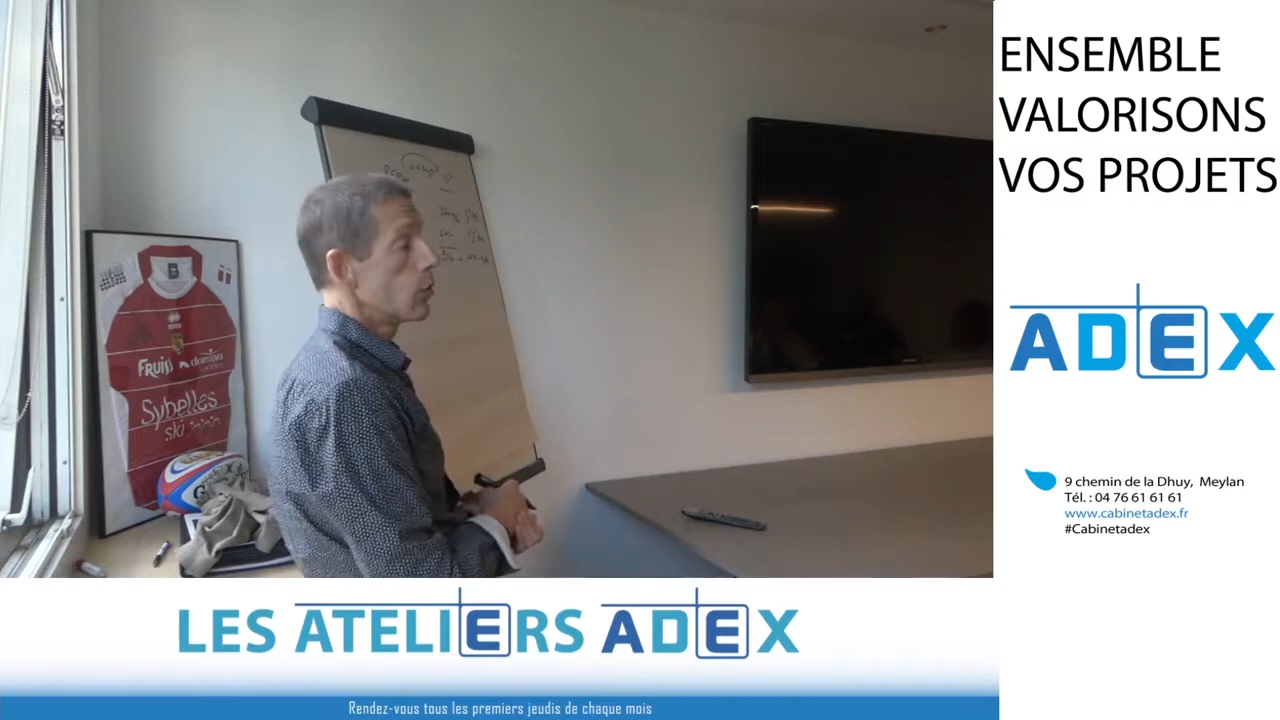 ENSEMBLE
VALORISONS
VOS PROJETS
ADEX
9 chemin de la Dhuy, Meylan
Tél. : 04 76 61 61 61
www.cabinetadex.fr
#Cabinetadex
Sybelles
ski
LES ATELIERS ADEX
Rendez-vous tous les premiers jeudis de chaque mois